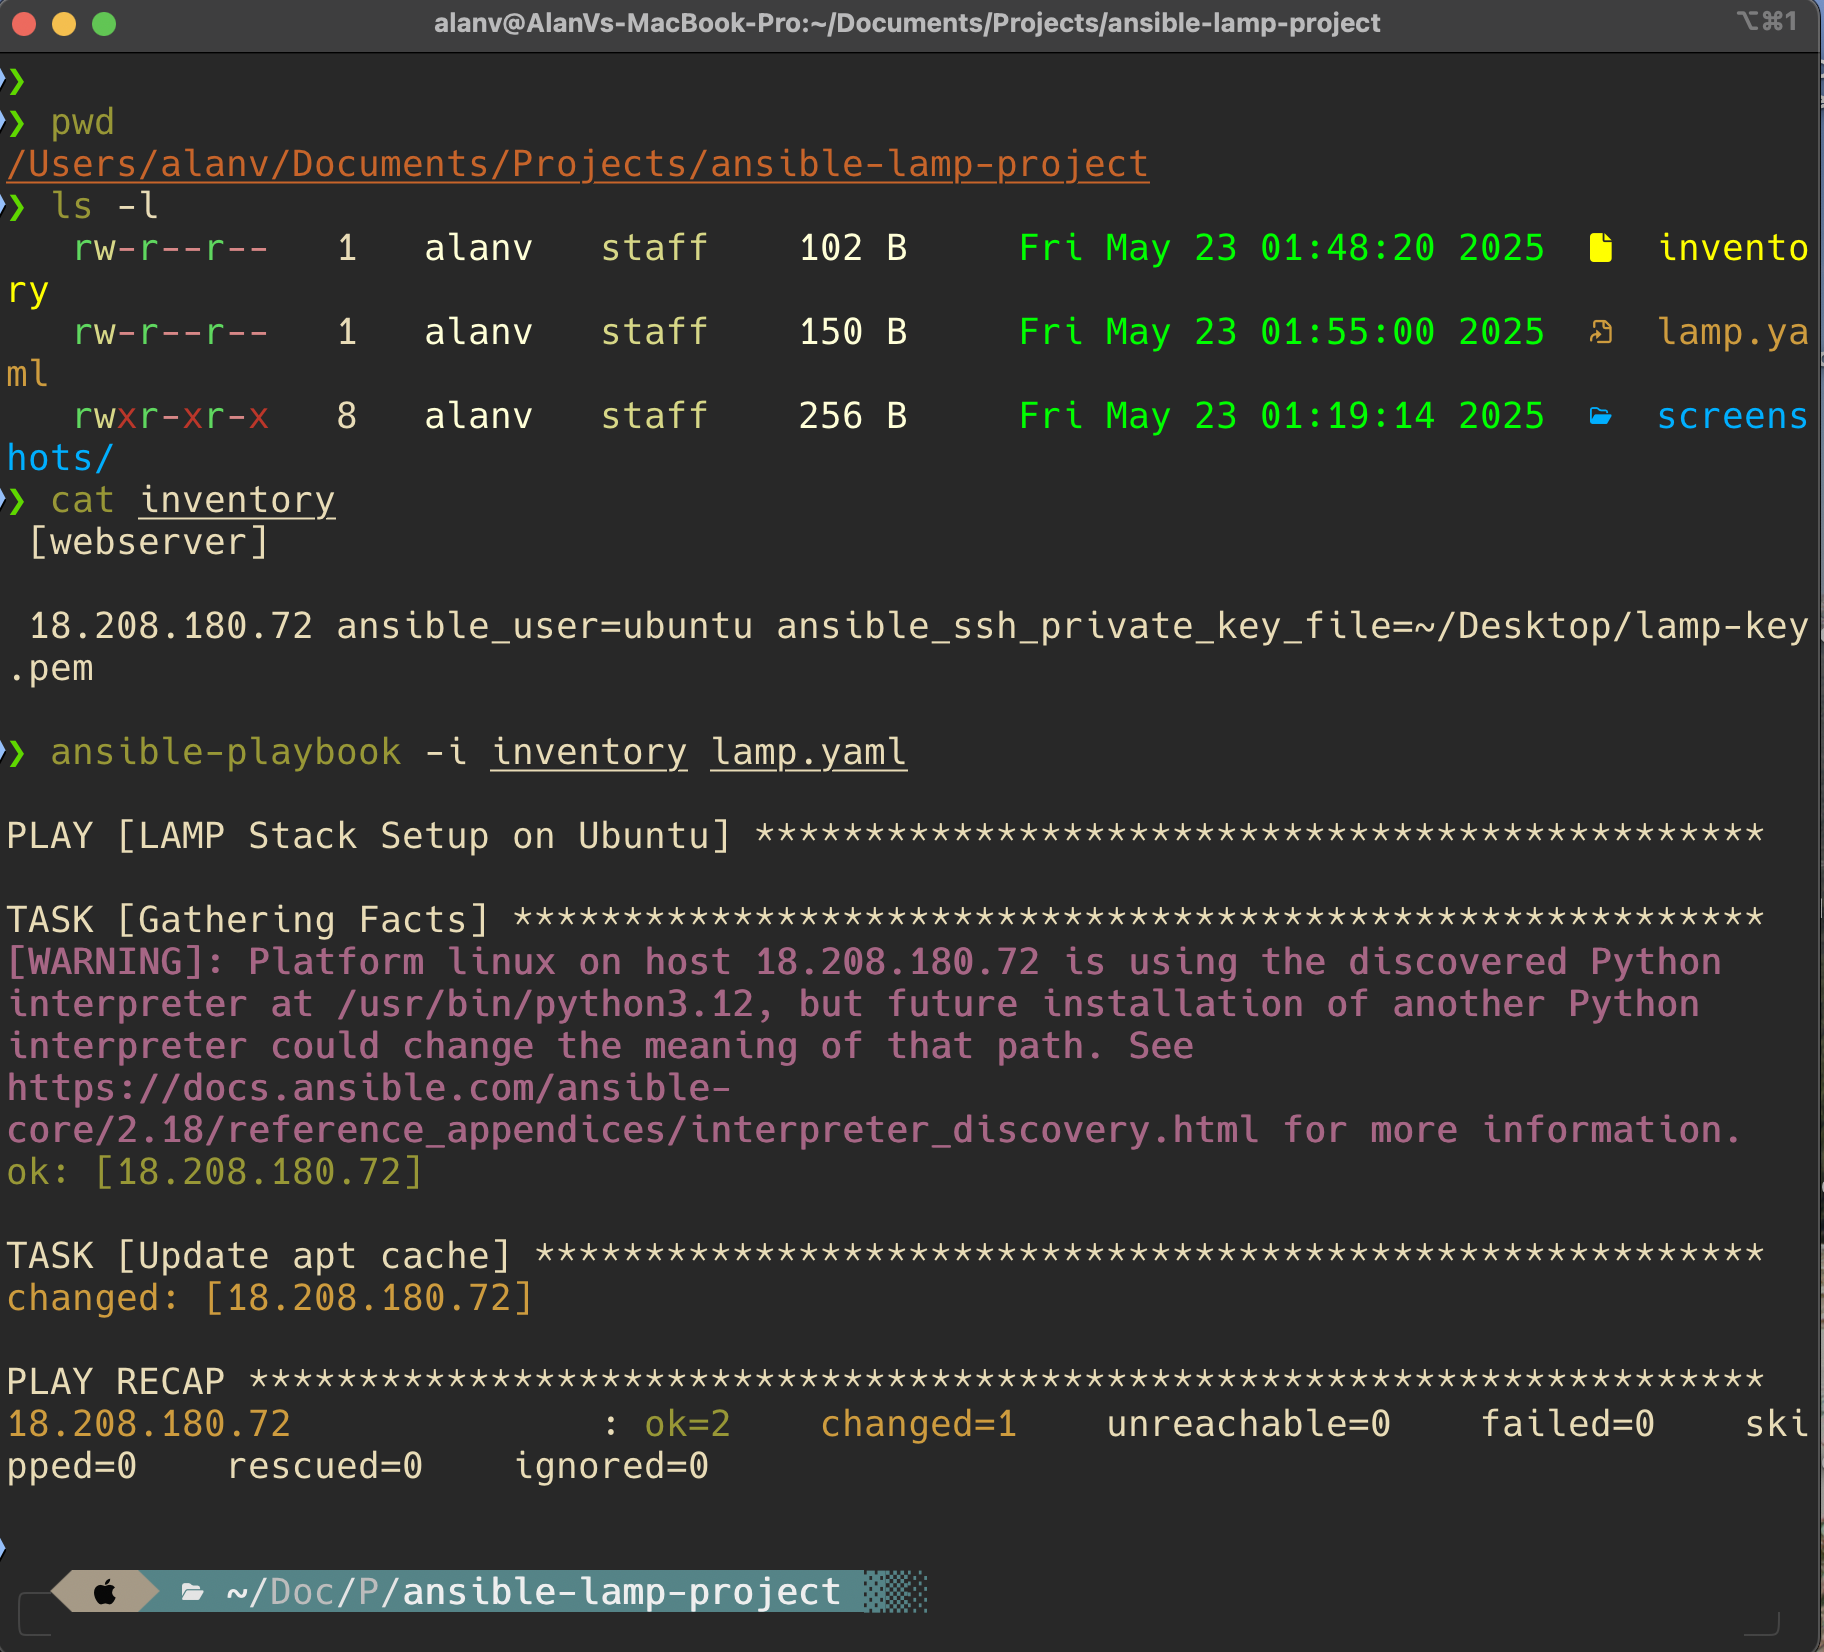 alanv@AlanVs-MacBook-Pro:~/Documents/Projects/ansible-lamp-project ⌥⌘1
❯
❯ pwd
/Users/alanv/Documents/Projects/ansible-lamp-project
❯ ls -l
rw-r--r-- 1 alanv staff 102 B Fri May 23 01:48:20 2025 invento
ry
rw-r--r-- 1 alanv staff 150 B Fri May 23 01:55:00 2025 lamp.ya
ml
rwxr-xr-x 8 alanv staff 256 B Fri May 23 01:19:14 2025 screens
hots/
❯ cat inventory
[webserver]
18.208.180.72 ansible_user=ubuntu ansible_ssh_private_key_file=~/Desktop/lamp-key
.pem
❯ ansible-playbook -i inventory lamp.yaml
PLAY [LAMP Stack Setup on Ubuntu] **********************************************
TASK [Gathering Facts] *********************************************************
[WARNING]: Platform linux on host 18.208.180.72 is using the discovered Python
interpreter at /usr/bin/python3.12, but future installation of another Python
interpreter could change the meaning of that path. See
https://docs.ansible.com/ansible-
core/2.18/reference_appendices/interpreter_discovery.html for more information.
ok: [18.208.180.72]
TASK [Update apt cache] ********************************************************
changed: [18.208.180.72]
PLAY RECAP *********************************************************************
18.208.180.72 : ok=2 changed=1 unreachable=0 failed=0 ski
pped=0 rescued=0 ignored=0
~/Doc/P/ansible-lamp-project